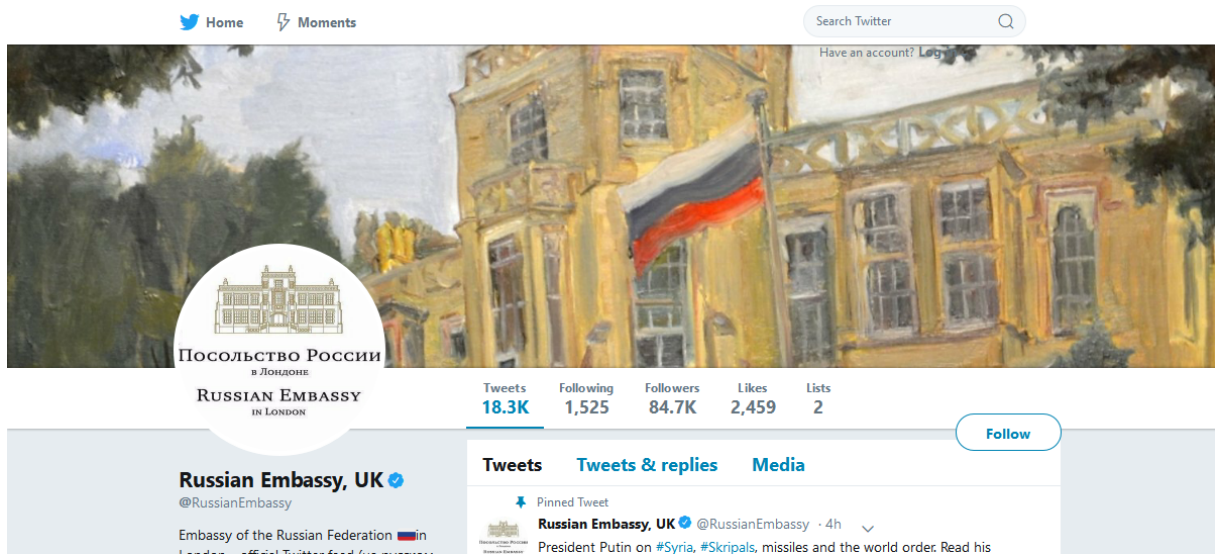 Home
Moments
Search Twitter
Have an account? Log
Посольство России
в Лондоне
Russian Embassy
in London
Tweets
Following
Followers
Likes
Lists
18.3K
1,525
84.7K
2,459
2
Follow
Tweets
Tweets & replies
Media
Russian Embassy, UK
@RussianEmbassy
Embassy of the Russian Federation in
Pinned Tweet
Russian Embassy, UK @RussianEmbassy · 4h
President Putin on #Syria, #Skripals, missiles and the world order. Read his